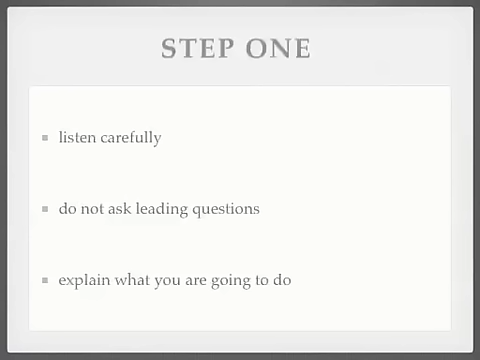 STEP ONE
listen carefully
do not ask leading questions
explain what you are going to do